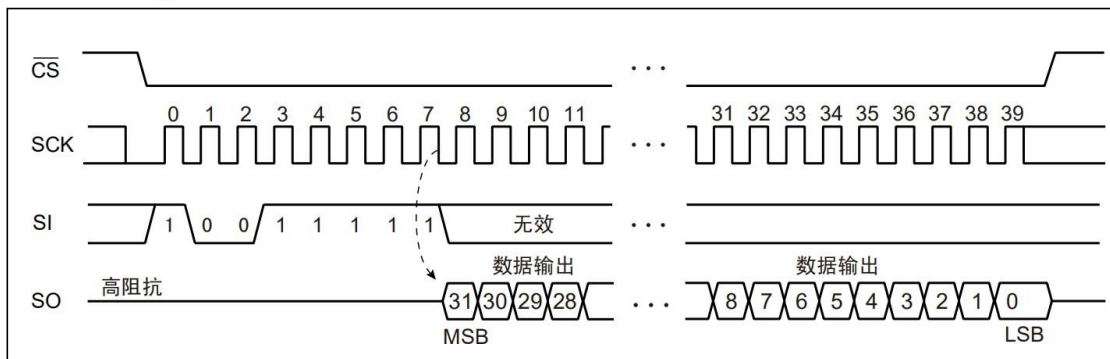 CS
···
0 1 2 3 4 5 6 7 8 9 10 11 31 32 33 34 35 36 37 38 39
SCK ···
SI 1 0 0 1 1 1 1 1 无效 ···
数据输出 数据输出
高阻抗
SO 31 30 29 28 ··· 8 7 6 5 4 3 2 1 0
MSB LSB